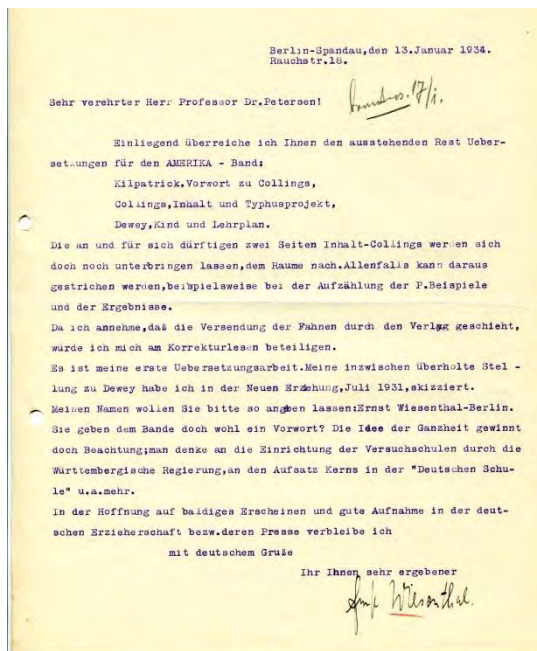 Berlin-Spandau,den 13.Januar 1934.
Rauchstr.18.
17/1.
Sehr verehrter Herr Professor Dr.Petersen!
Einliegend überreiche ich Ihnen den ausstehenden Rest Ueber-
setzungen für den AMERIKA - Band:
Kilpatrick,Vorwort zu Collings,
Collings,Inhalt und Typhusprojekt,
Dewey,Kind und Lehrplan.
Die an und für sich dürftigen zwei Seiten Inhalt-Collings werden sich
doch noch unterbringen lassen,dem Raume nach.Allenfalls kann daraus
gestrichen werden,beispielsweise bei der Aufzählung der P.Beispiele
und der Ergebnisse.
Da ich annehme,daß die Versendung der Fahnen durch den Verlag geschieht,
würde ich mich am Korrekturlesen beteiligen.
Es ist meine erste Uebersetzungsarbeit.Meine inzwischen überholte Stel -
lung zu Dewey habe ich in der Neuen Erziehung,Juli 1931,skizziert.
Meinen Namen wollen Sie bitte so angben lassen:Ernst Wiesenthal-Berlin.
Sie geben dem Bande doch wohl ein Vorwort? Die Idee der Ganzheit gewinnt
doch Beachtung;man denke an die Einrichtung der Versuchschulen durch die
Württembergische Regierung,an den Aufsatz Kerns in der "Deutschen Schu-
le" u.a.mehr.
In der Hoffnung auf baldiges Erscheinen und gute Aufnahme in der deut-
schen Erzieherschaft bezw.deren Presse verbleibe ich
mit deutschem Gruße
Ihr Ihnen sehr ergebener
Ernst Wiesenthal.